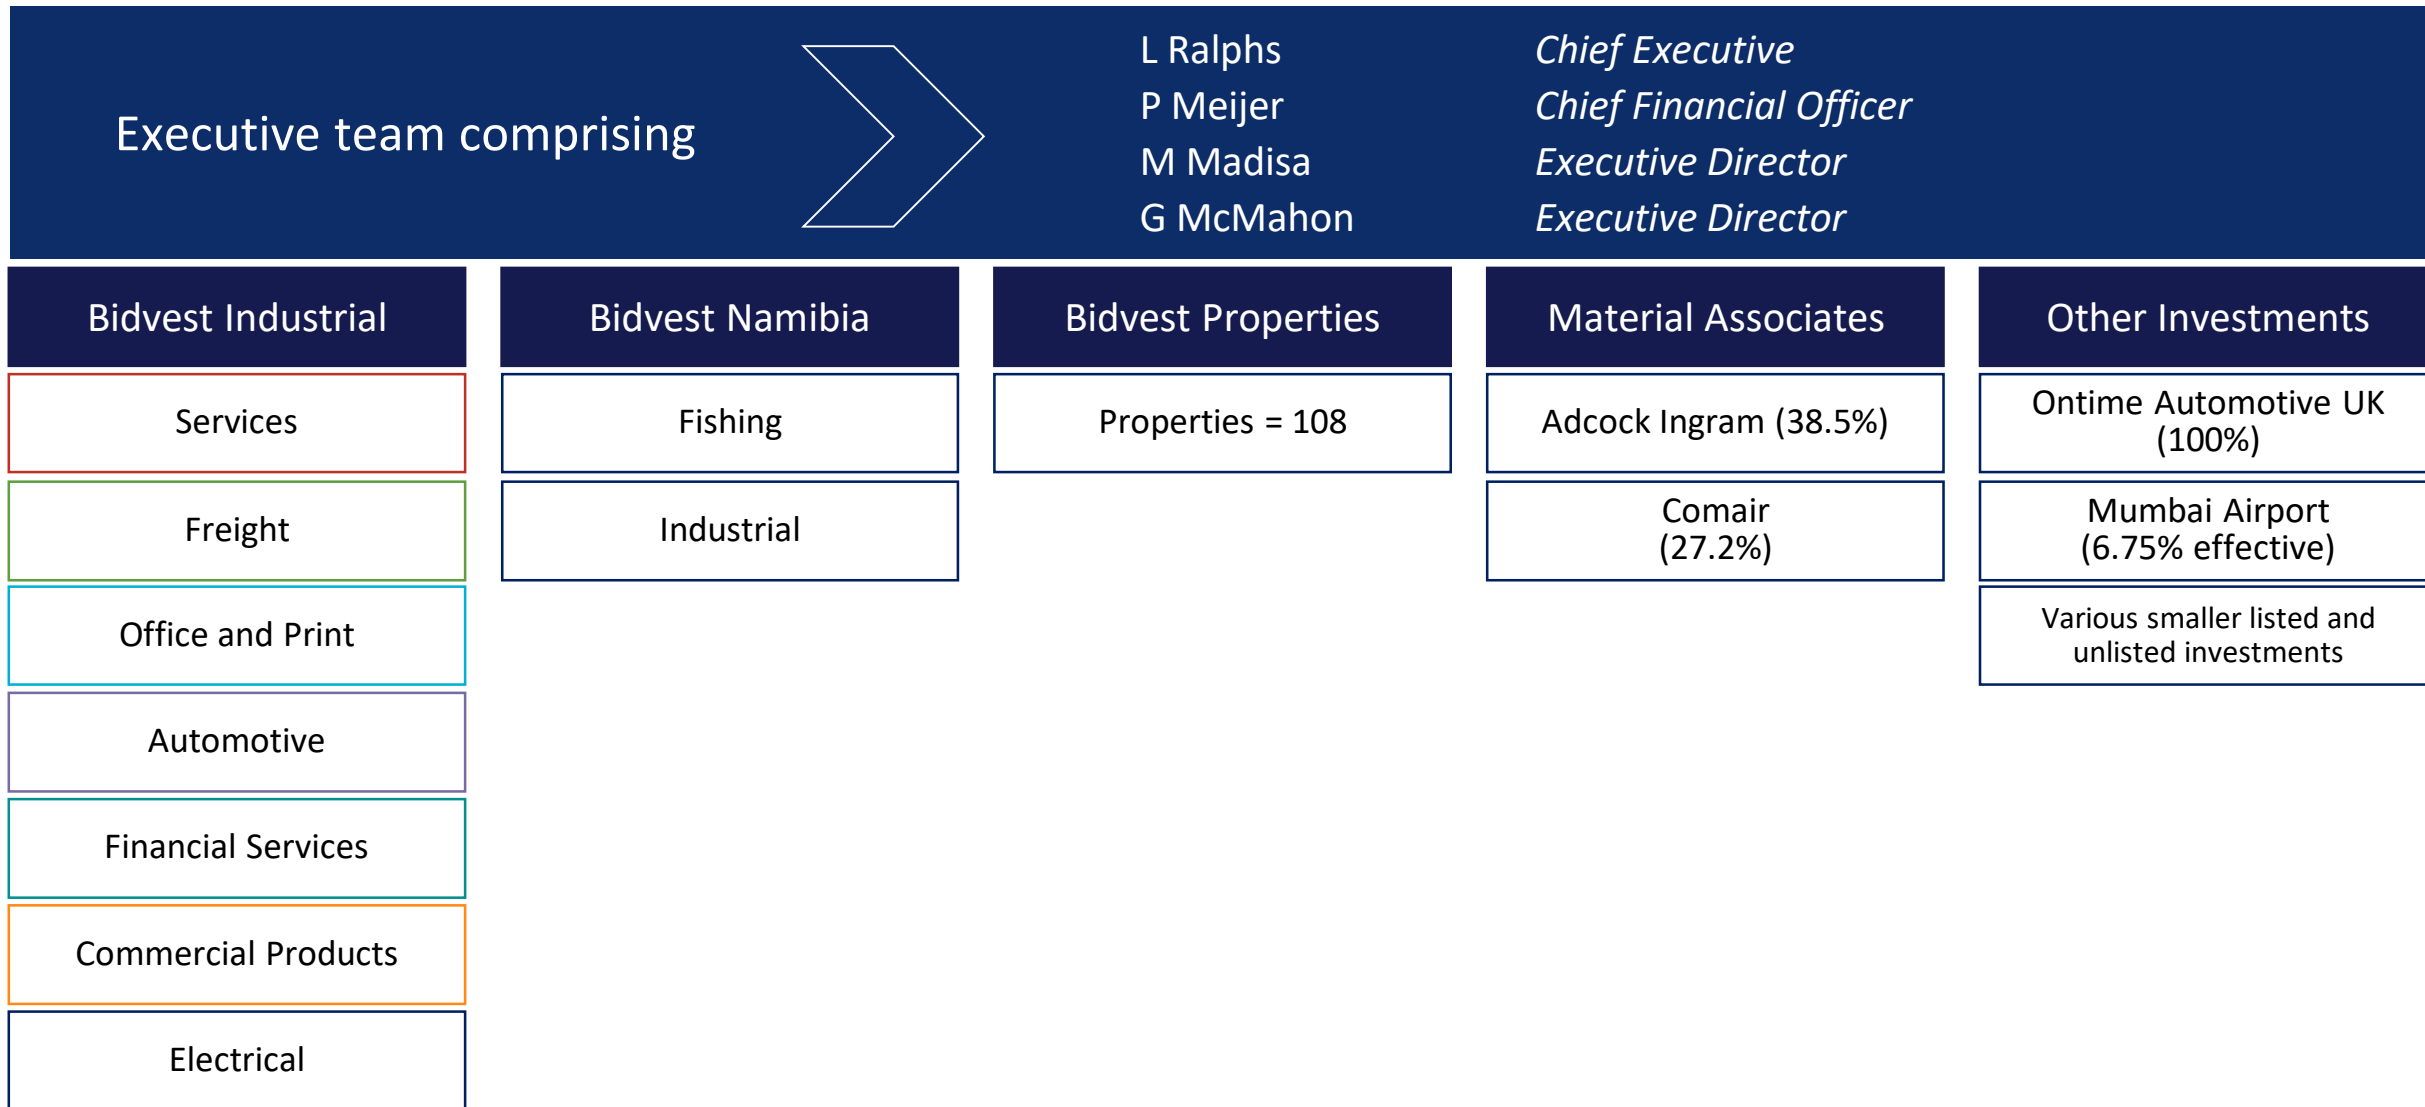 Executive team comprising
L Ralphs Chief Executive
P Meijer Chief Financial Officer
M Madisa Executive Director
G McMahon Executive Director
Bidvest Industrial
Services
Freight
Office and Print
Automotive
Financial Services
Commercial Products
Electrical
Bidvest Namibia
Fishing
Industrial
Bidvest Properties
Properties = 108
Material Associates
Adcock Ingram (38.5%)
Comair
(27.2%)
Other Investments
Ontime Automotive UK
(100%)
Mumbai Airport
(6.75% effective)
Various smaller listed and
unlisted investments